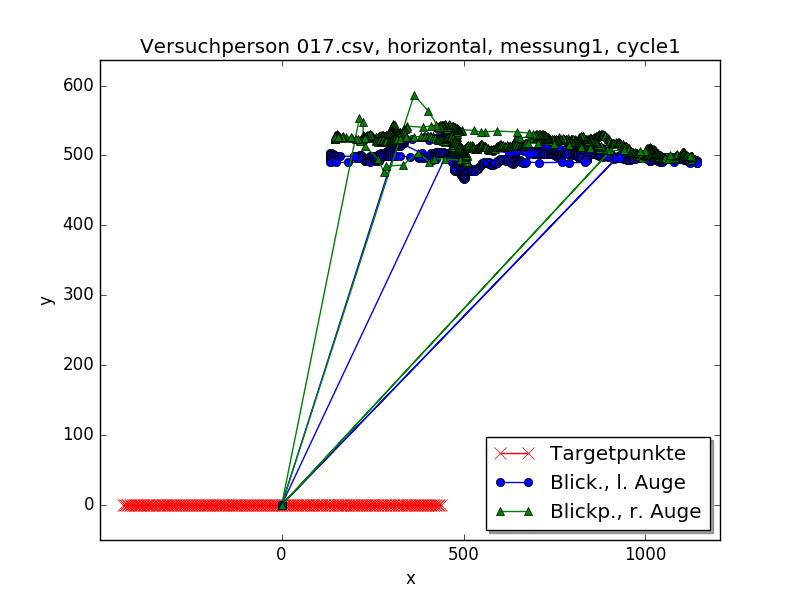 Versuchperson 017.csv, horizontal, messung1, cycle1
600
500
400
300
200
100
0
y
0 500 1000
x
Targetpunkte
Blick., l. Auge
Blickp., r. Auge